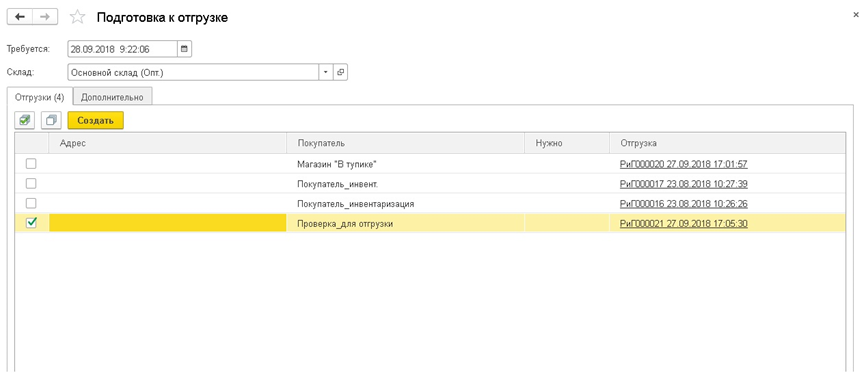 Подготовка к отгрузке
Требуется: 28.09.2018 9:22:06
Склад: Основной склад (Опт.)
Отгрузки (4) Дополнительно
Создать
Адрес Покупатель Нужно Отгрузка
Магазин "В тупике" РиГ000020 27.09.2018 17:01:57
Покупатель_инвент. РиГ000017 23.08.2018 10:27:39
Покупатель_инвентаризация РиГ000016 23.08.2018 10:26:26
Проверка_для отгрузки РиГ000021 27.09.2018 17:05:30